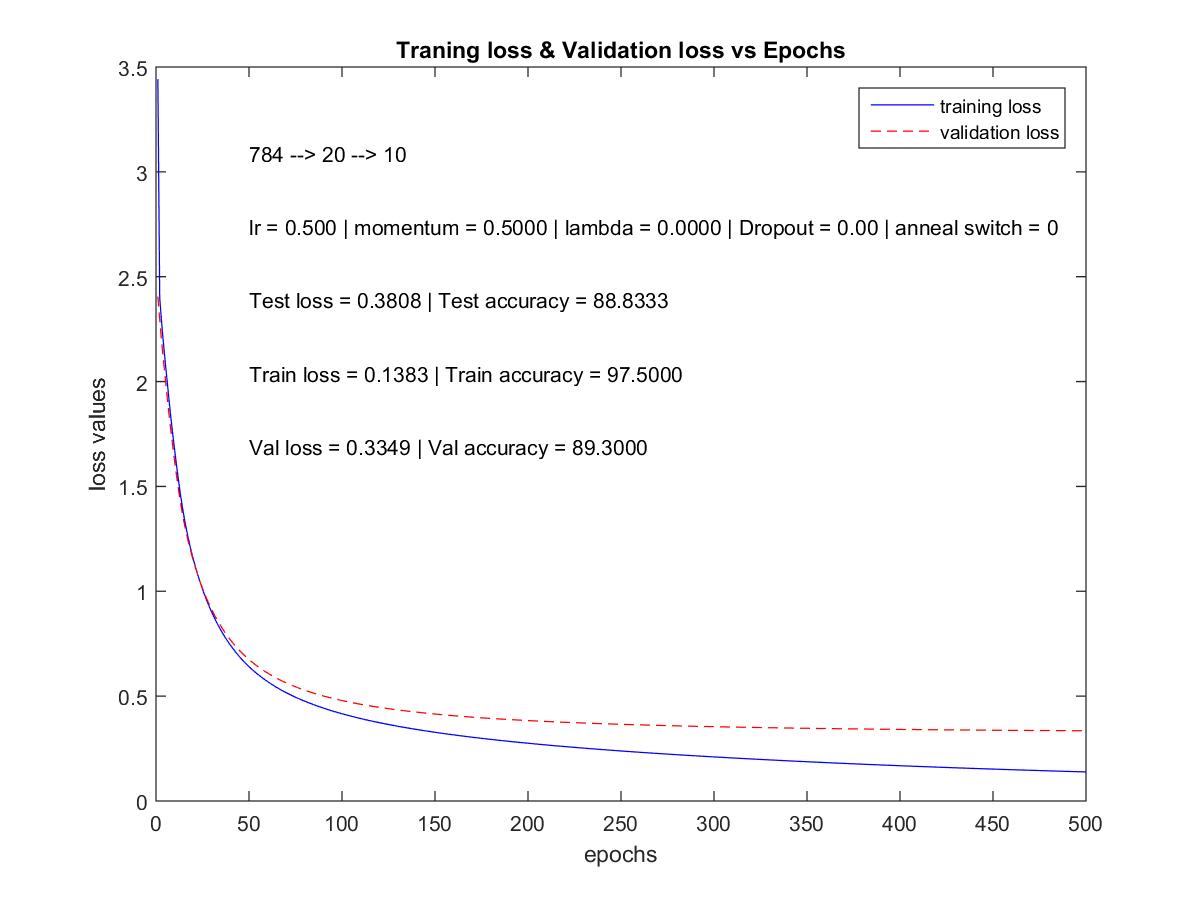 Traning loss & Validation loss vs Epochs
3.5
3
2.5
2
1.5
1
0.5
0
loss values
training loss
validation loss
784 --> 20 --> 10
lr = 0.500 | momentum = 0.5000 | lambda = 0.0000 | Dropout = 0.00 | anneal switch = 0
Test loss = 0.3808 | Test accuracy = 88.8333
Train loss = 0.1383 | Train accuracy = 97.5000
Val loss = 0.3349 | Val accuracy = 89.3000
0 50 100 150 200 250 300 350 400 450 500
epochs